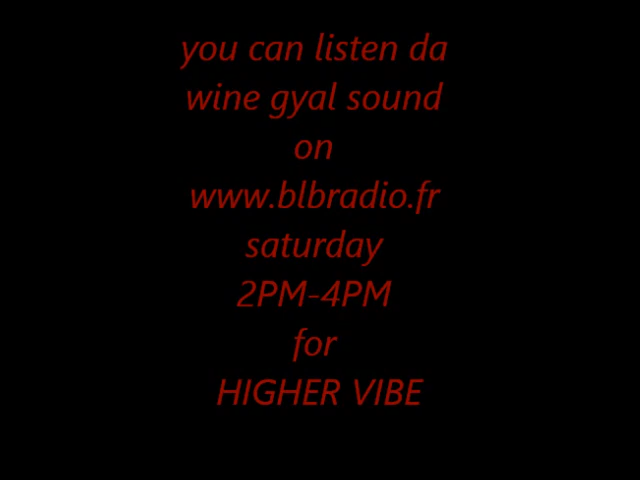 you can listen da
wine gyal sound
on
www.blbradio.fr
saturday
2PM-4PM
for
HIGHER VIBE